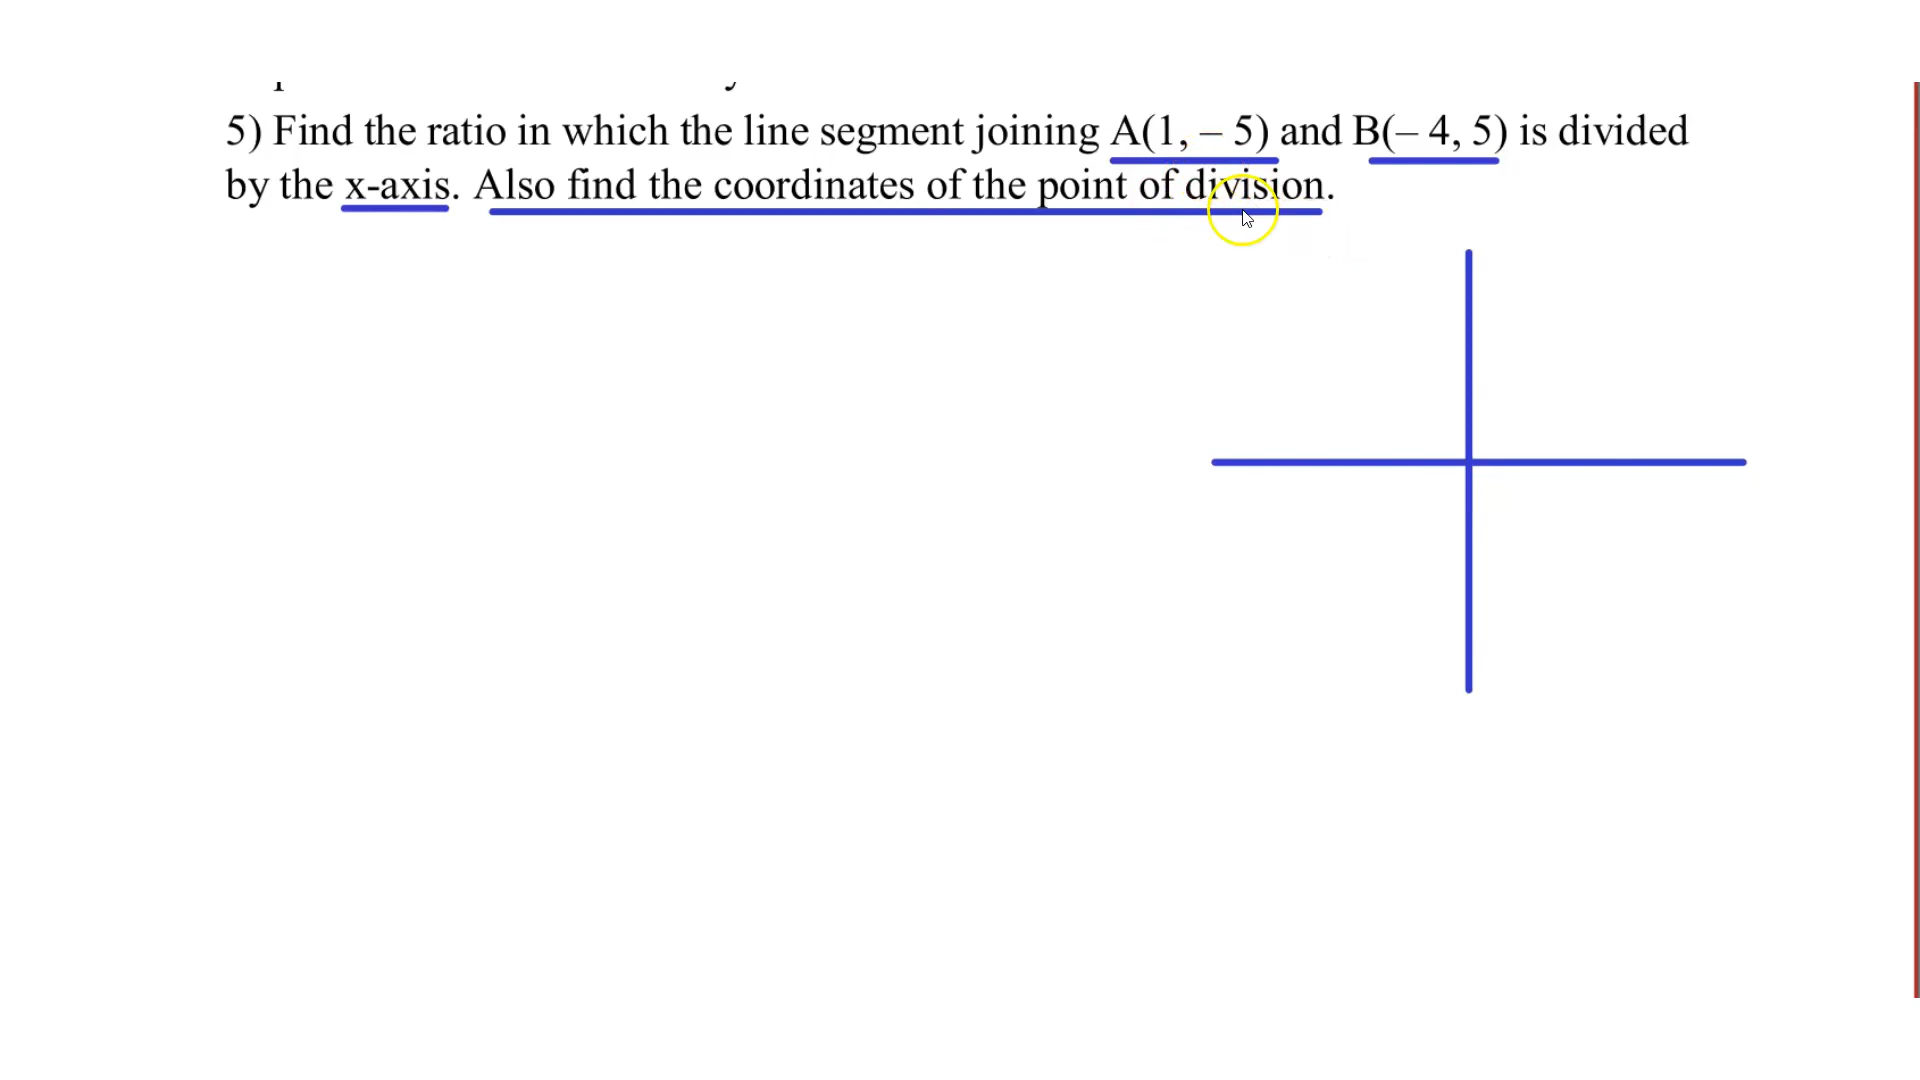 5) Find the ratio in which the line segment joining A(1, – 5) and B(– 4, 5) is divided
by the x-axis. Also find the coordinates of the point of division.